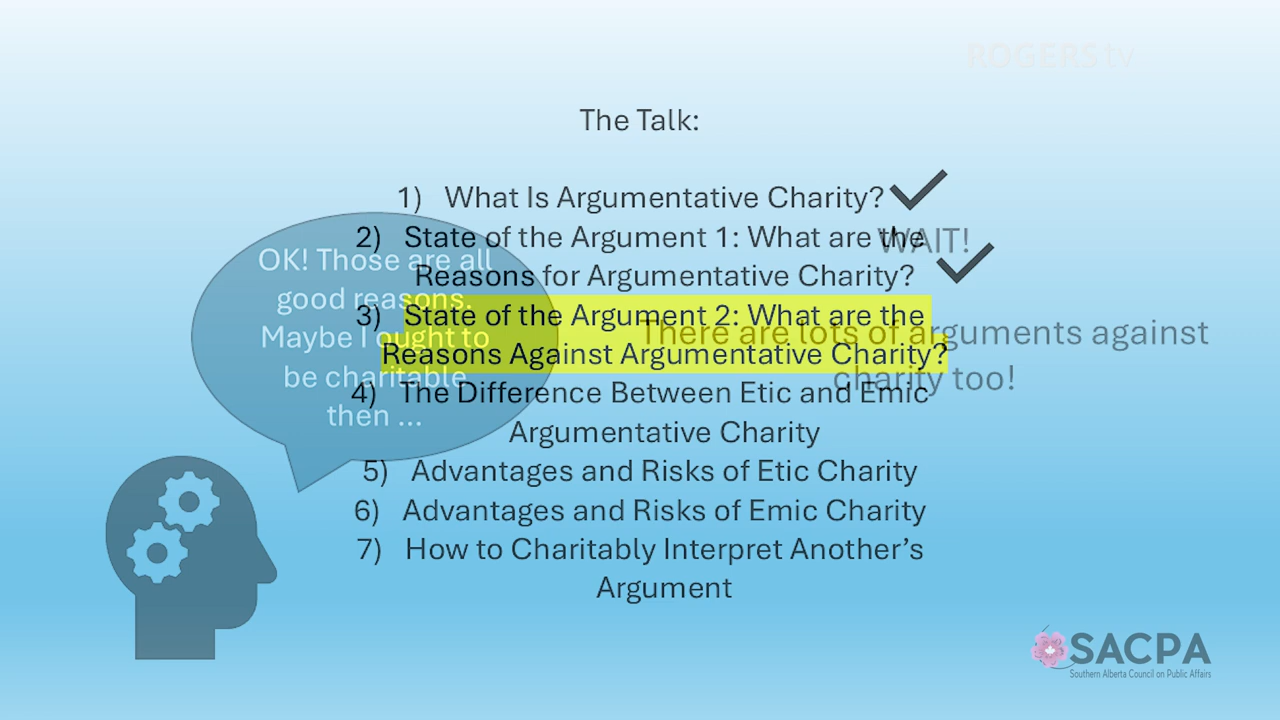 ROGERS tv
The Talk:
1) What Is Argumentative Charity?
2) State of the Argument 1: What are the
Reasons for Argumentative Charity?
3) State of the Argument 2: What are the
Reasons Against Argumentative Charity?
4) The Difference Between Etic and Emic
Argumentative Charity
5) Advantages and Risks of Etic Charity
6) Advantages and Risks of Emic Charity
7) How to Charitably Interpret Another’s
Argument
OK! Those are all
good reasons.
Maybe I ought to
be charitable
then ...
WAIT!
There are lots of arguments against
charity too!
SACPA
Southern Alberta Council on Public Affairs